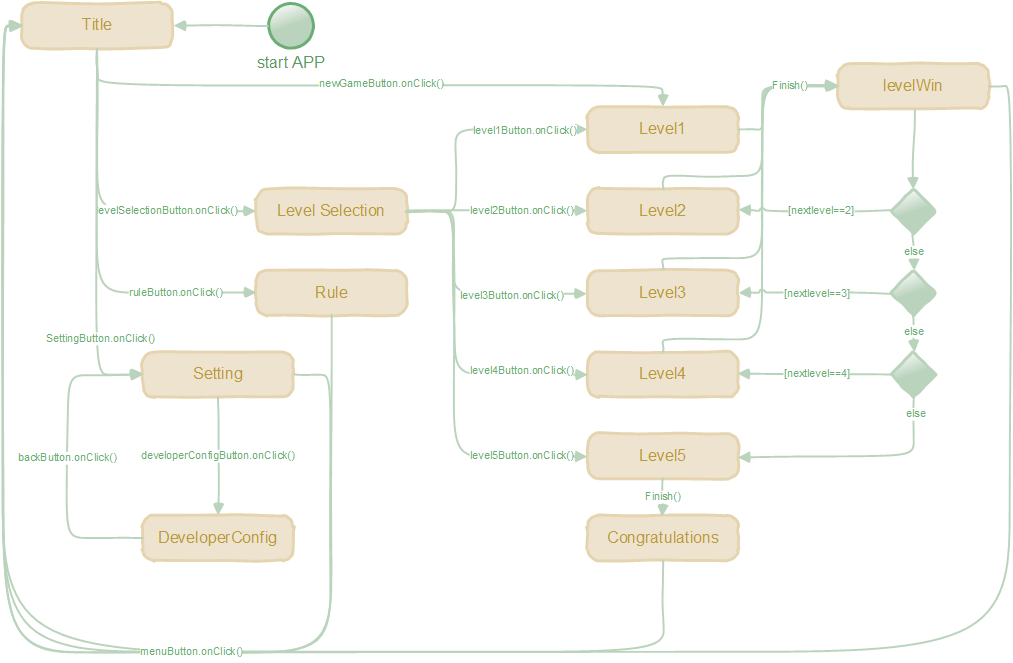 Title
start APP
newGameButton.onClick()
Finish()
levelWin
level1Button.onClick()
Level1
levelSelectionButton.onClick()
Level Selection
level2Button.onClick()
Level2
[nextlevel==2]
else
ruleButton.onClick()
Rule
level3Button.onClick()
Level3
[nextlevel==3]
else
SettingButton.onClick()
Setting
level4Button.onClick()
Level4
[nextlevel==4]
else
backButton.onClick()
developerConfigButton.onClick()
level5Button.onClick()
Level5
Finish()
DeveloperConfig
Congratulations
menuButton.onClick()